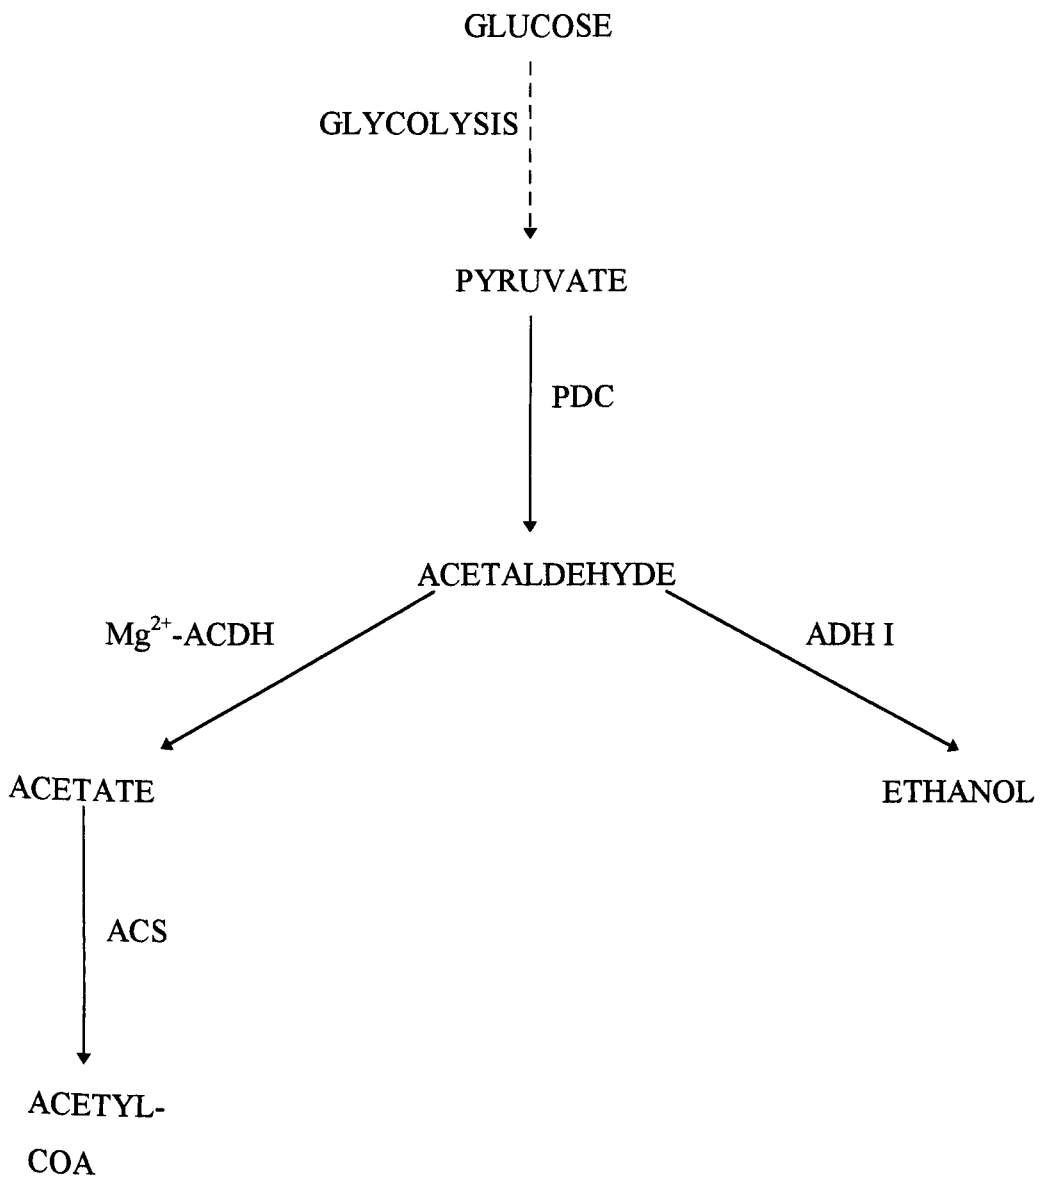 GLUCOSE
GLYCOLYSIS
PYRUVATE
PDC
ACETALDEHYDE
Mg²⁺-ACDH
ADH I
ACETATE
ETHANOL
ACS
ACETYL-
COA